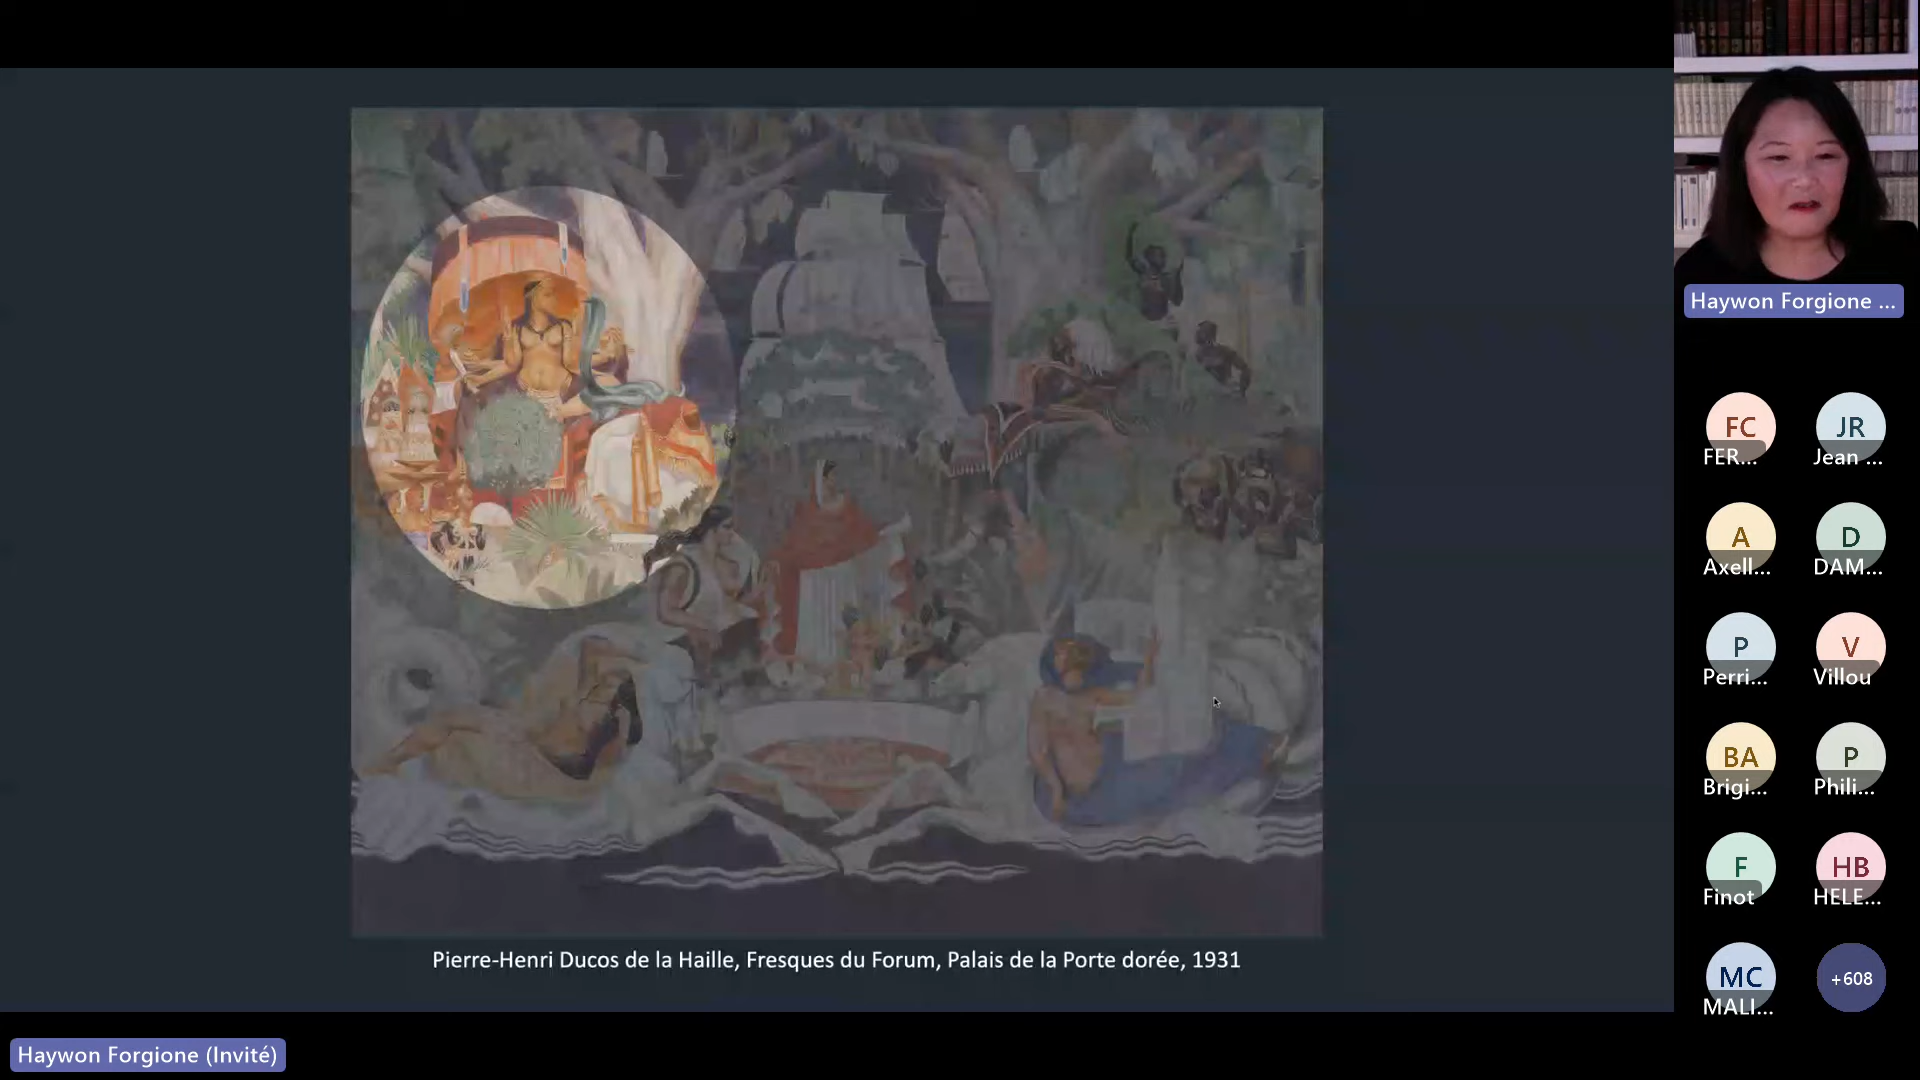 Pierre-Henri Ducos de la Haille, Fresques du Forum, Palais de la Porte dorée, 1931
Haywon Forgione (Invité)
Haywon Forgione ...
FC
FER...
JR
Jean ...
A
Axell...
D
DAM...
P
Perri...
V
Villou
BA
Brigi...
P
Phili...
F
Finot
HB
HELE...
MC
MALI...
+608